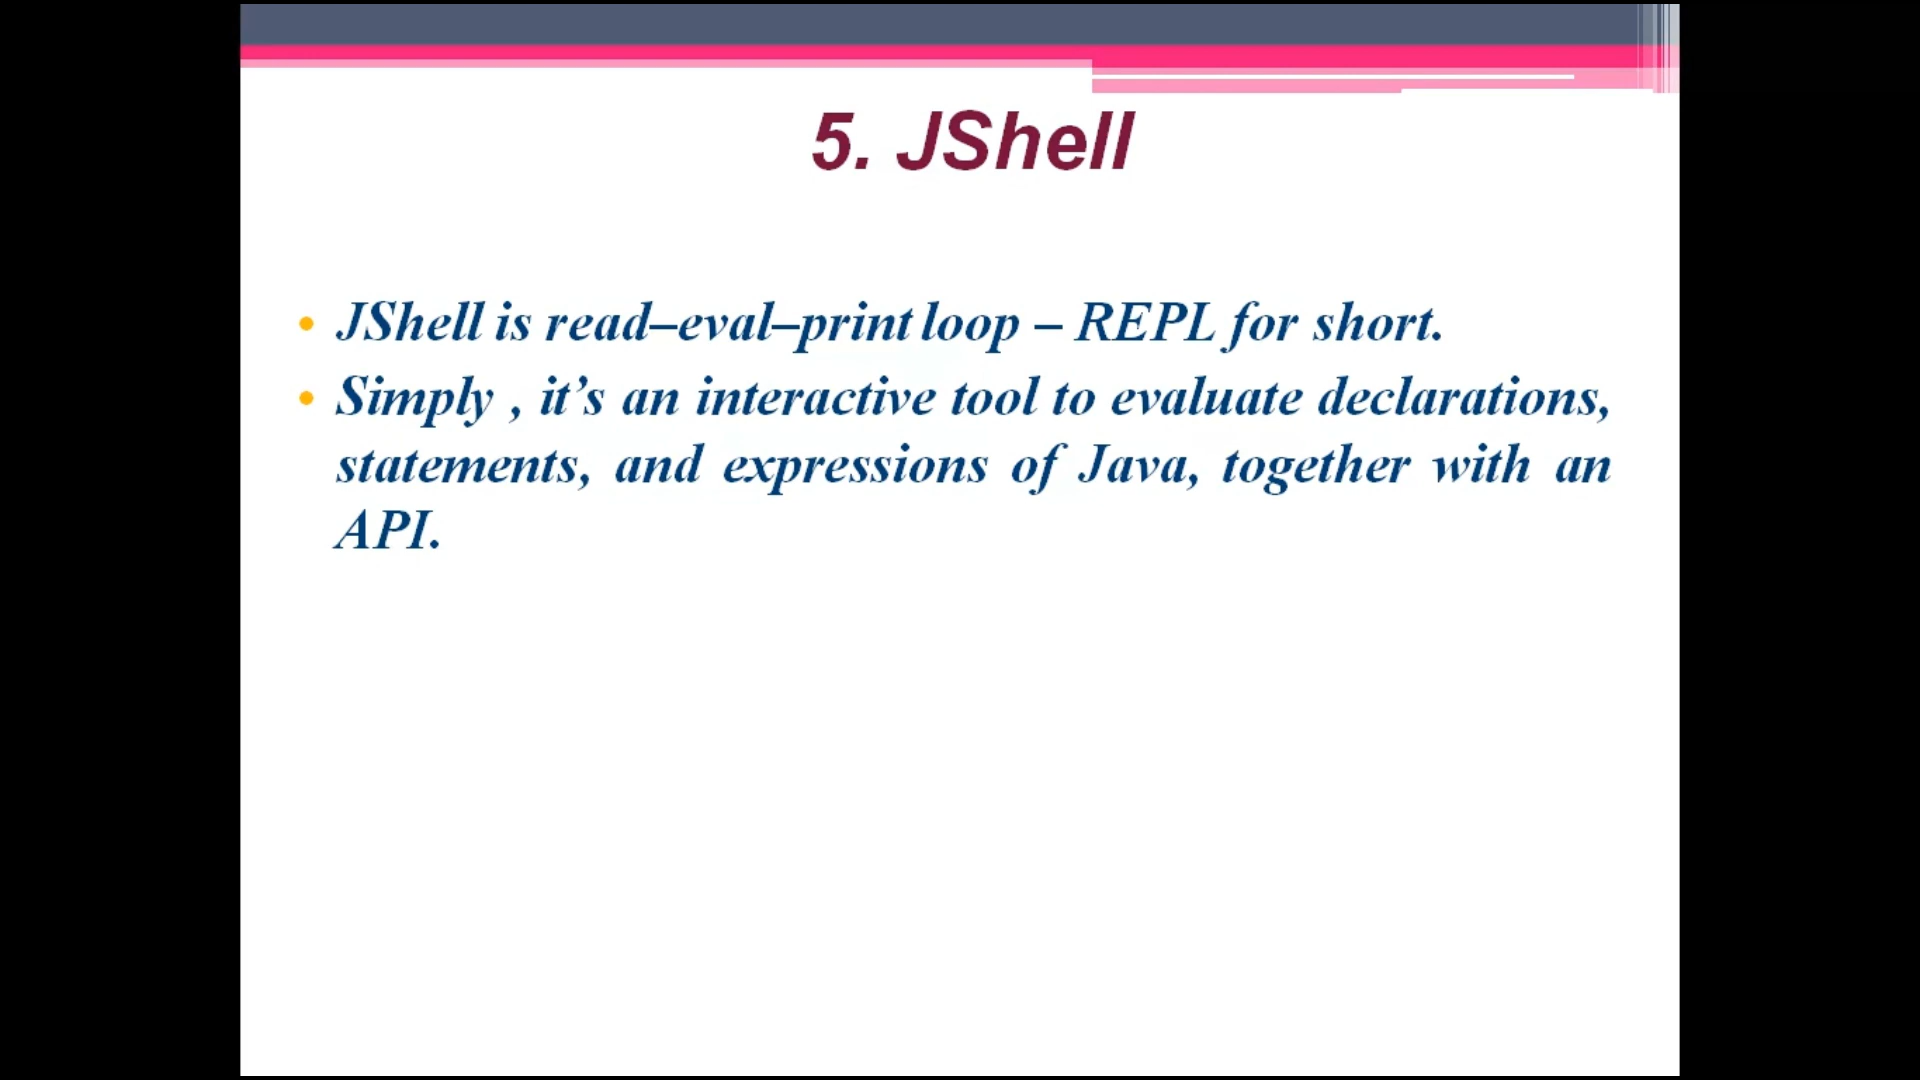 5. JShell
• JShell is read–eval–print loop – REPL for short.
• Simply , it’s an interactive tool to evaluate declarations,
statements, and expressions of Java, together with an
API.